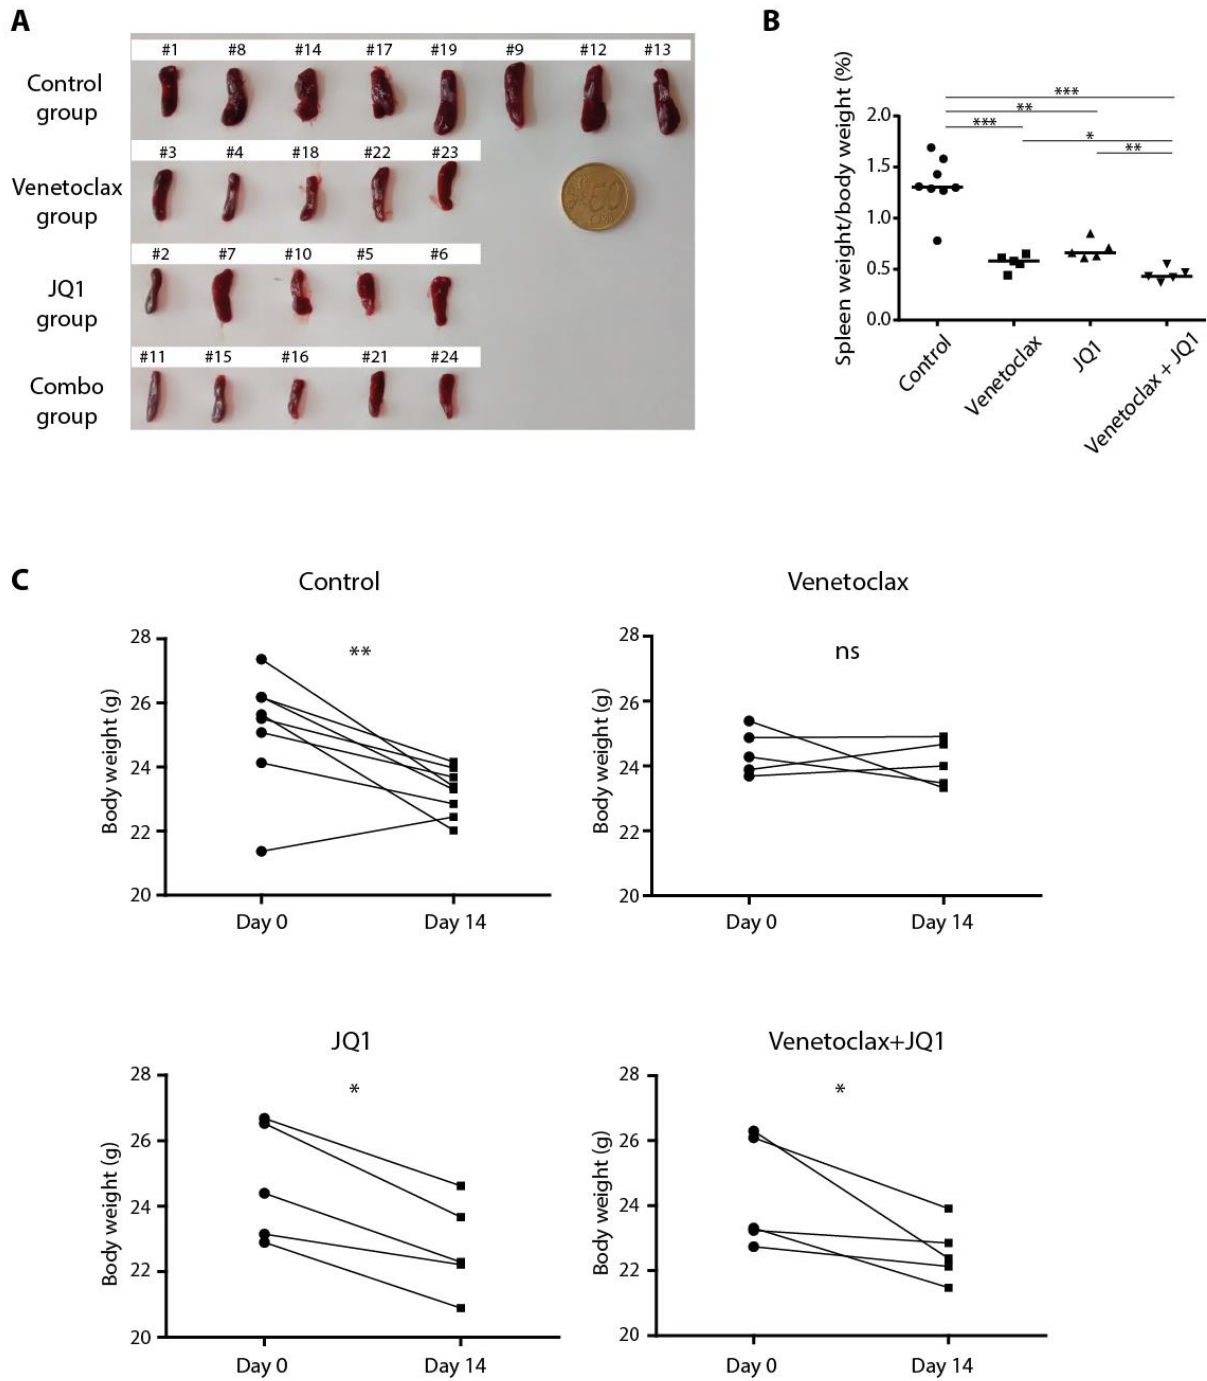 A
#1 #8 #14 #17 #19 #9 #12 #13
Control
group
#3 #4 #18 #22 #23
Venetoclax
group
50
#2 #7 #10 #5 #6
JQ1
group
#11 #15 #16 #21 #24
Combo
group
B
Spleen weight/body weight (%)
***
**
***
*
**
2.0
1.5
1.0
0.5
0.0
Control
Venetoclax
JQ1
Venetoclax + JQ1
C
Control
**
Body weight (g)
28
26
24
22
20
Day 0 Day 14
Venetoclax
ns
Body weight (g)
28
26
24
22
20
Day 0 Day 14
JQ1
*
Body weight (g)
28
26
24
22
20
Day 0 Day 14
Venetoclax+JQ1
*
Body weight (g)
28
26
24
22
20
Day 0 Day 14